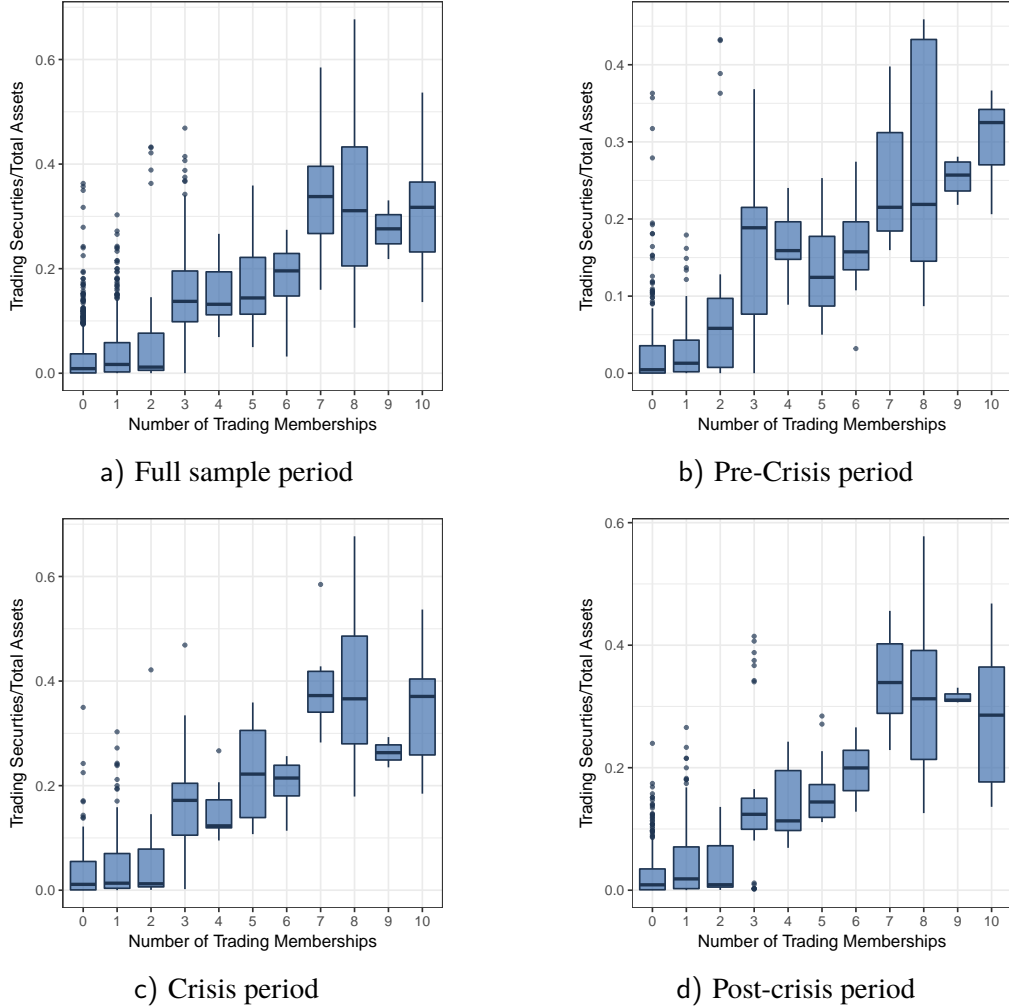 Trading Securties/Total Assets
0.6
0.4
0.2
0.0
0 1 2 3 4 5 6 7 8 9 10
Number of Trading Memberships
a) Full sample period
Trading Securties/Total Assets
0.4
0.3
0.2
0.1
0.0
0 1 2 3 4 5 6 7 8 9 10
Number of Trading Memberships
b) Pre-Crisis period
Trading Securties/Total Assets
0.6
0.4
0.2
0.0
0 1 2 3 4 5 6 7 8 9 10
Number of Trading Memberships
c) Crisis period
Trading Securties/Total Assets
0.6
0.4
0.2
0.0
0 1 2 3 4 5 6 7 8 9 10
Number of Trading Memberships
d) Post-crisis period